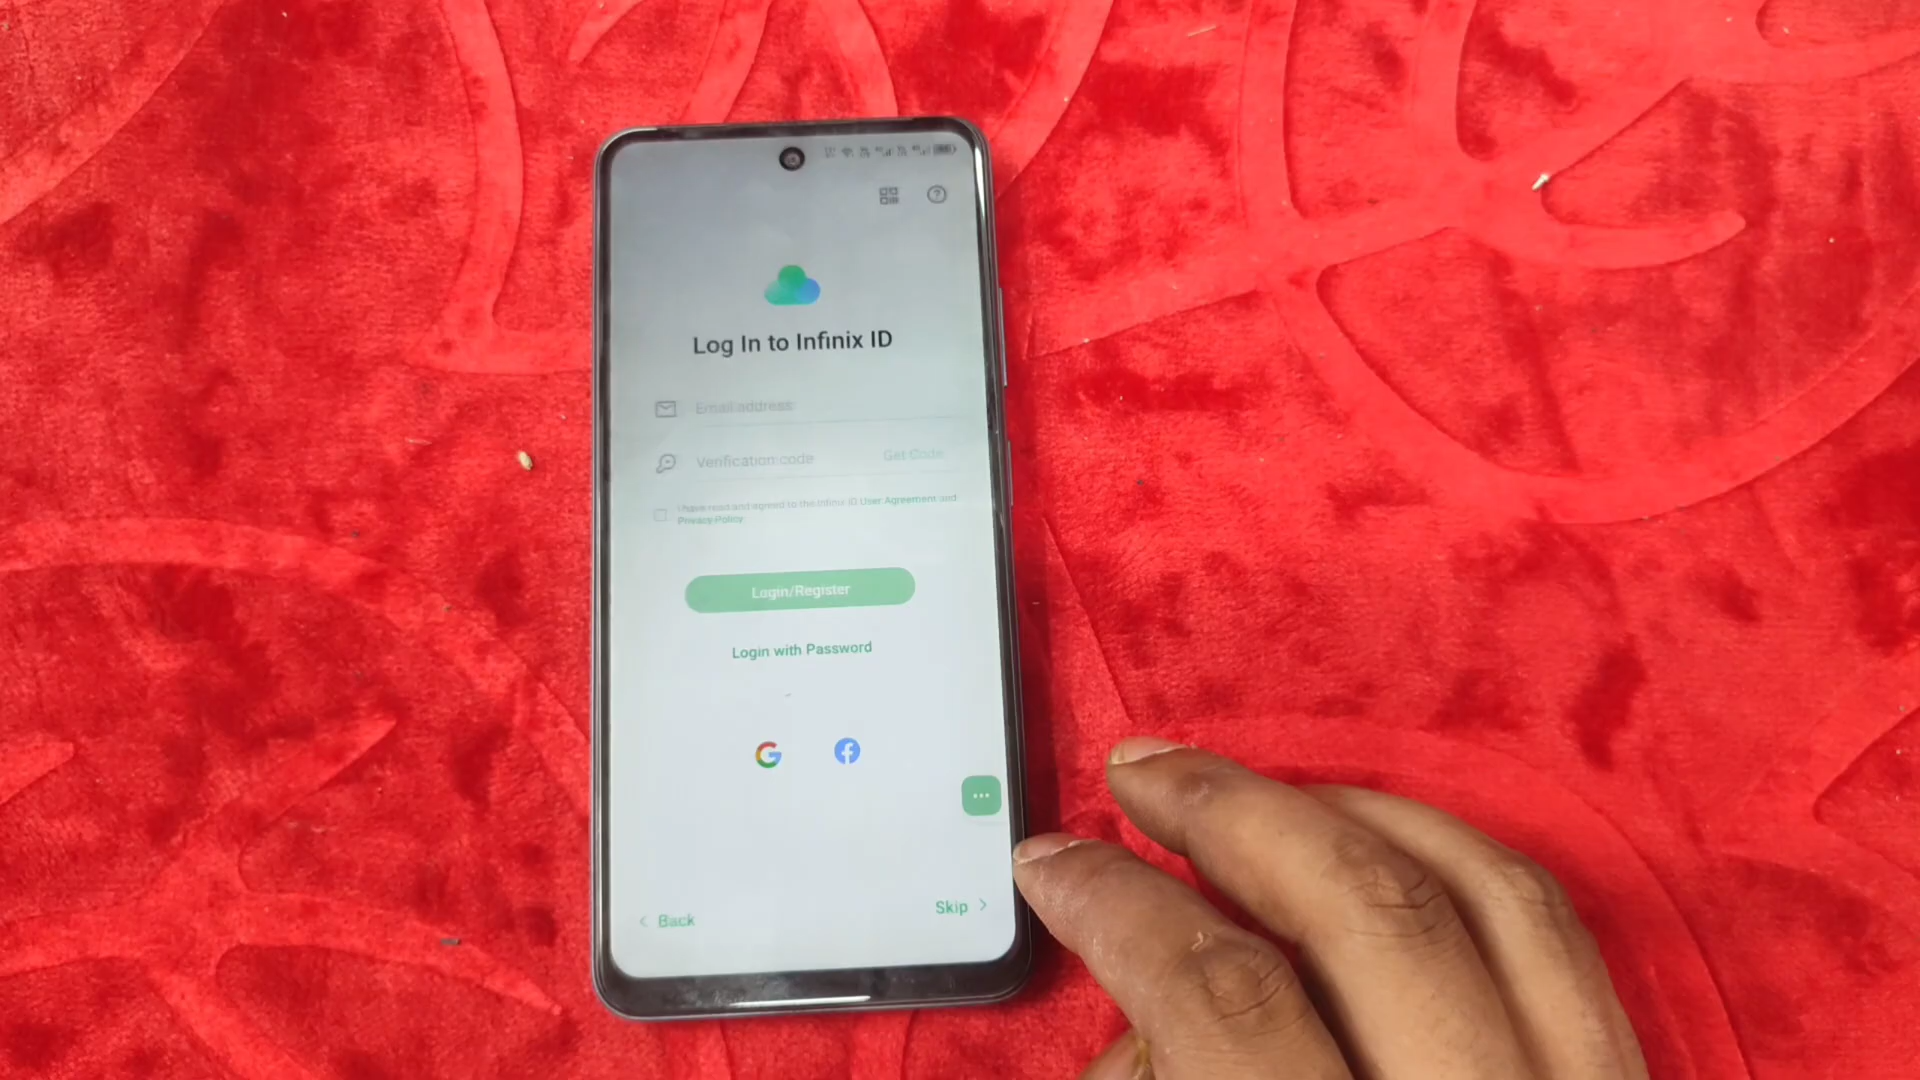 Log In to Infinix ID
Email address
Verification code Get Code
I have read and agreed to the Infinix ID User Agreement and
Privacy Policy
Login/Register
Login with Password
Back
Skip